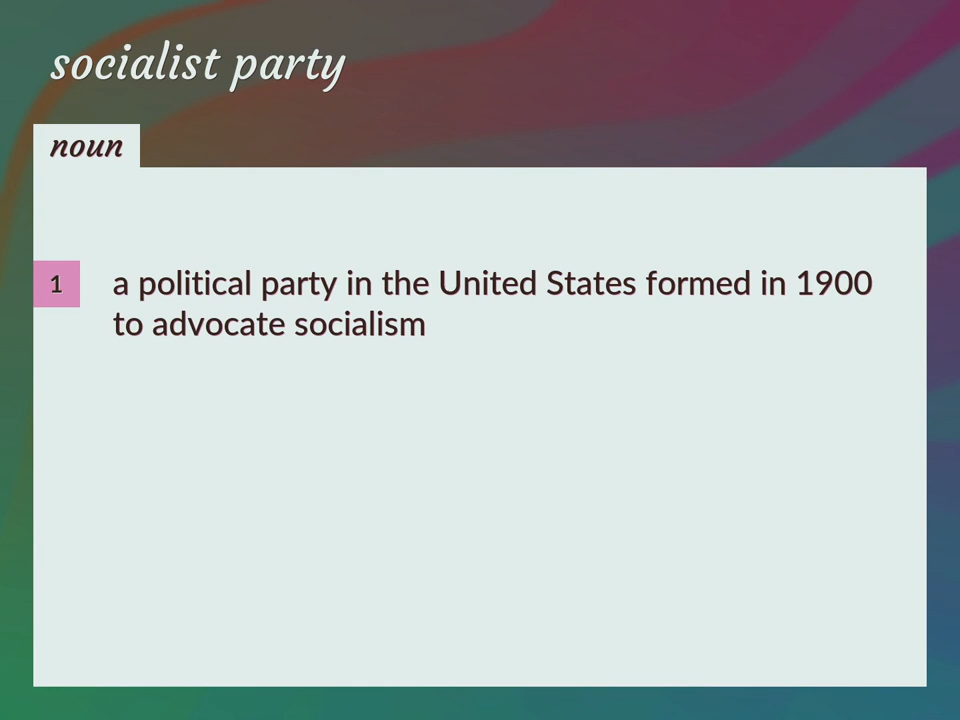 socialist party
noun
1
a political party in the United States formed in 1900
to advocate socialism